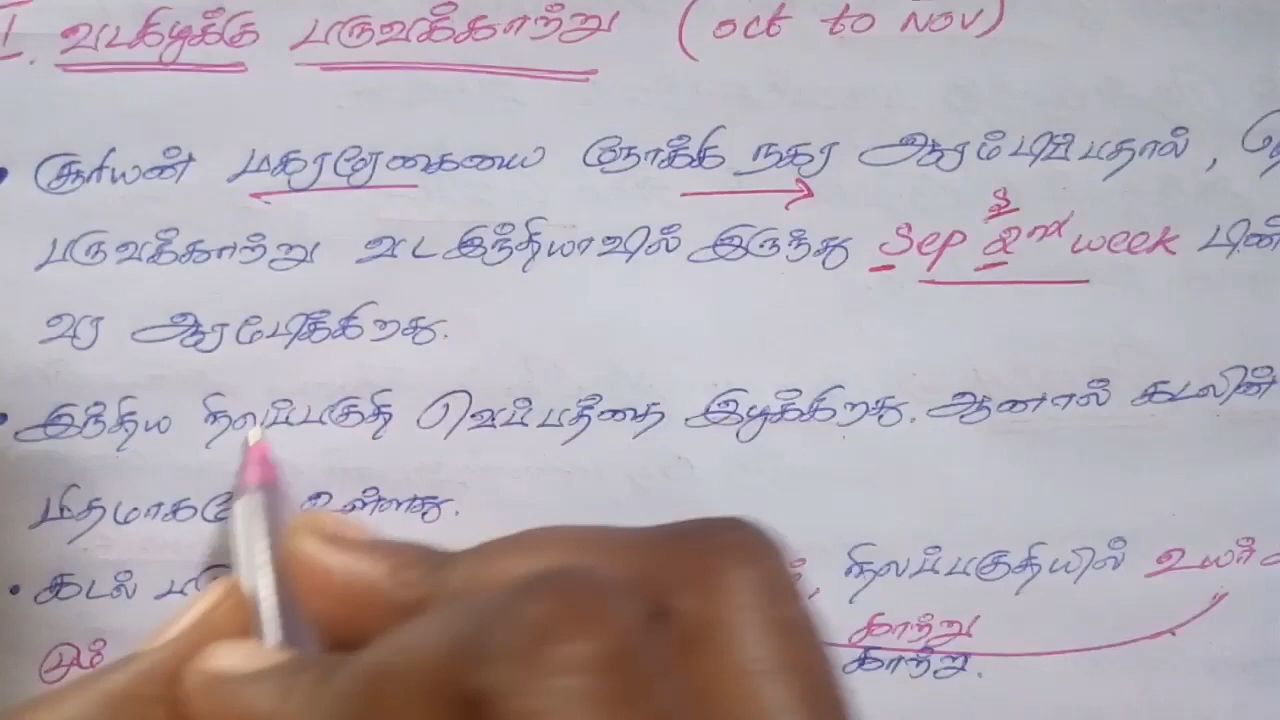 I. வடகிழக்கு பருவக்காற்று (oct to Nov)
சூரியன் மகரரேகையை நோக்கி நகர ஆரம்பிப்பதால்,
பருவக்காற்று வட இந்தியாவில் இருந்து Sep 2nd week பின்
வர ஆரம்பிக்கிறது.
இந்திய நிலப்பகுதி வெப்பத்தை இழக்கிறது. ஆனால் கடலின்
மிதமாகவே உள்ளது.
கடல் நிலப்பகுதியில் உயர்
காற்று
காற்று.